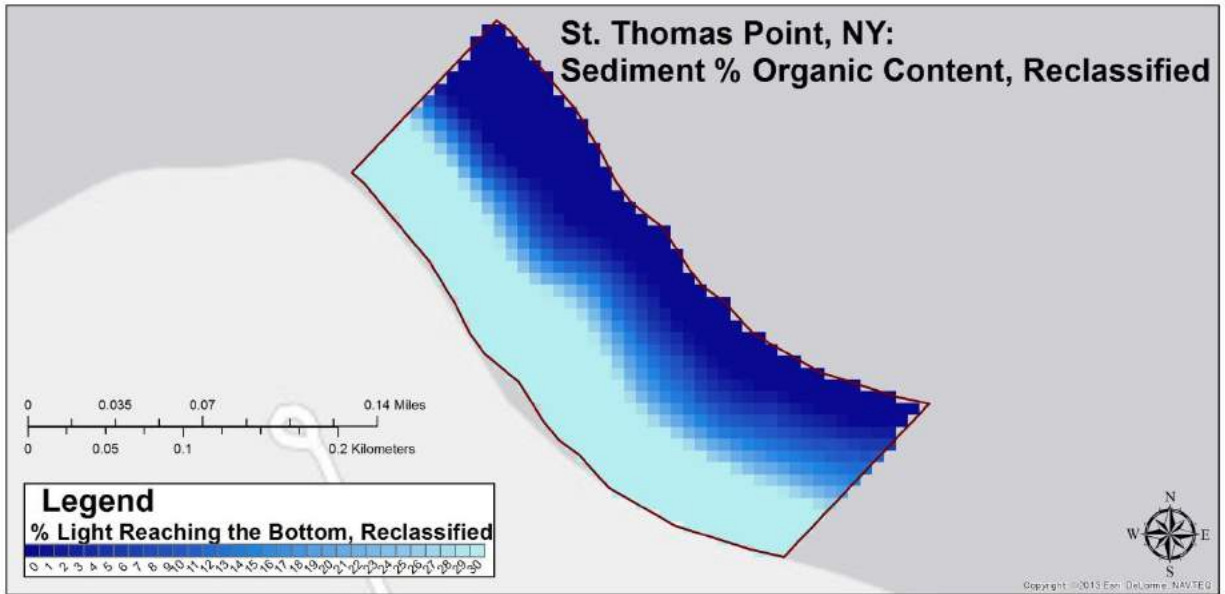 St. Thomas Point, NY:
Sediment % Organic Content, Reclassified
0 0.035 0.07 0.14 Miles
0 0.05 0.1 0.2 Kilometers
Legend
% Light Reaching the Bottom, Reclassified
0 1 2 3 4 5 6 7 8 9 10 11 12 13 14 15 16 17 18 19 20 21 22 23 24 25 26 27 28 29 30
N
W E
S
Copyright: ©2013 Esri, DeLorme, NAVTEQ